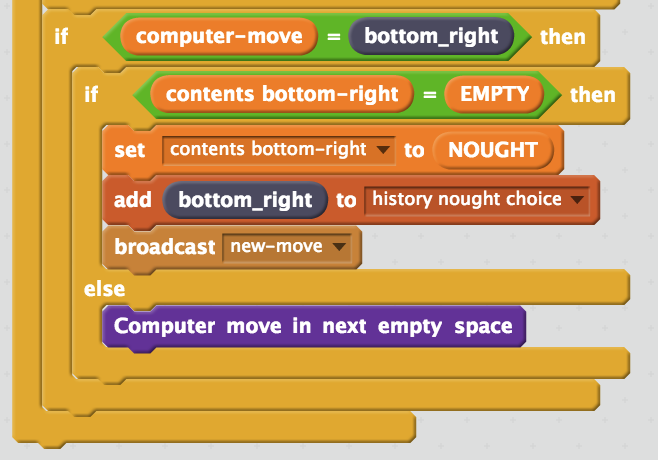 if computer-move = bottom_right then
if contents bottom-right = EMPTY then
set contents bottom-right to NOUGHT
add bottom_right to history nought choice
broadcast new-move
else
Computer move in next empty space